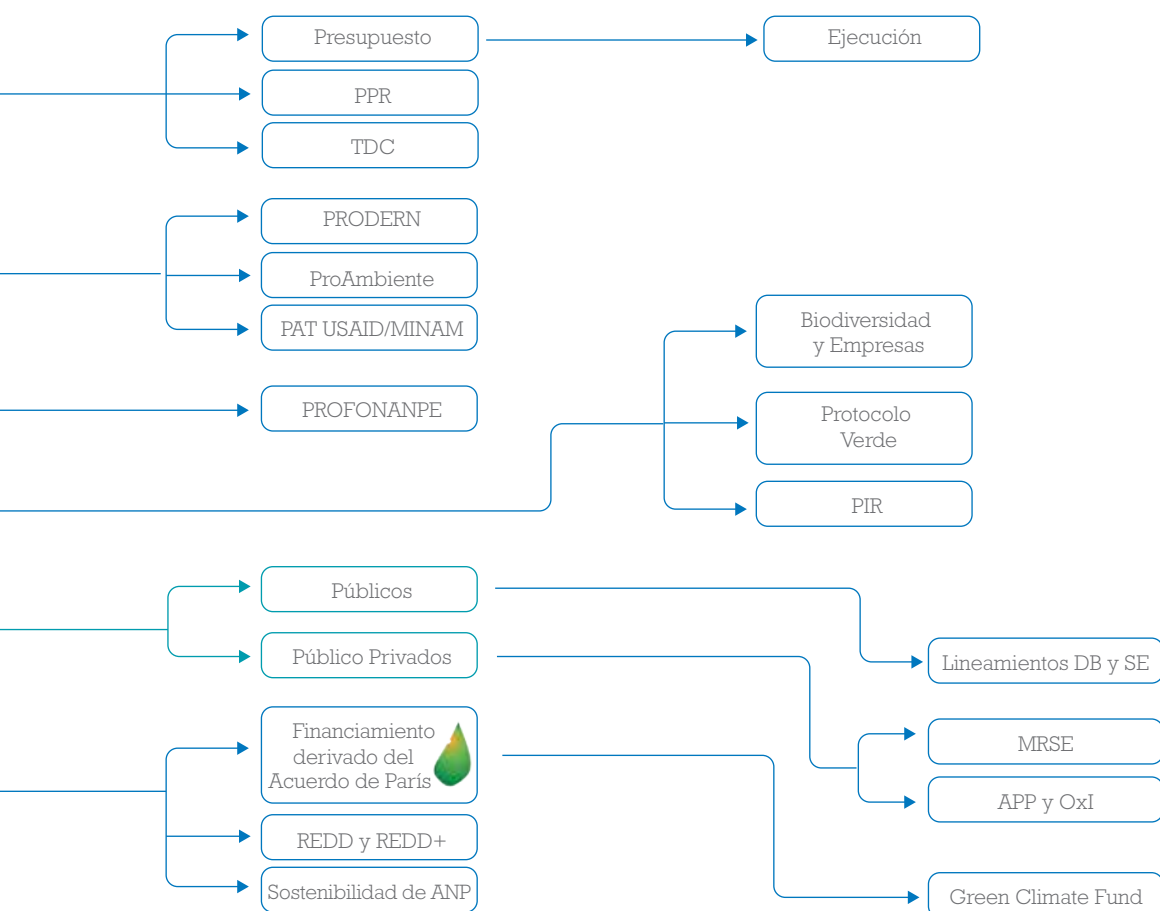 Presupuesto
Ejecución
PPR
TDC
PRODERN
ProAmbiente
PAT USAID/MINAM
PROFONANPE
Biodiversidad
y Empresas
Protocolo
Verde
PIR
Públicos
Público Privados
Lineamientos DB y SE
Financiamiento
derivado del
Acuerdo de París
MRSE
APP y OxI
REDD y REDD+
Sostenibilidad de ANP
Green Climate Fund